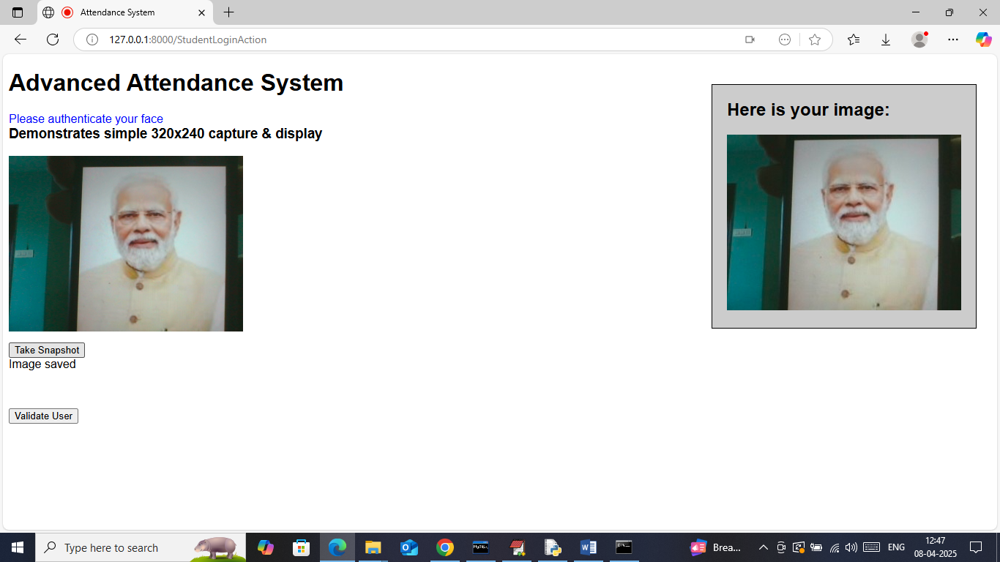 Attendance System
127.0.0.1:8000/StudentLoginAction
Advanced Attendance System
Please authenticate your face
Demonstrates simple 320x240 capture & display
Here is your image:
Take Snapshot
Image saved
Validate User
Type here to search
Brea...
ENG
12:47
08-04-2025